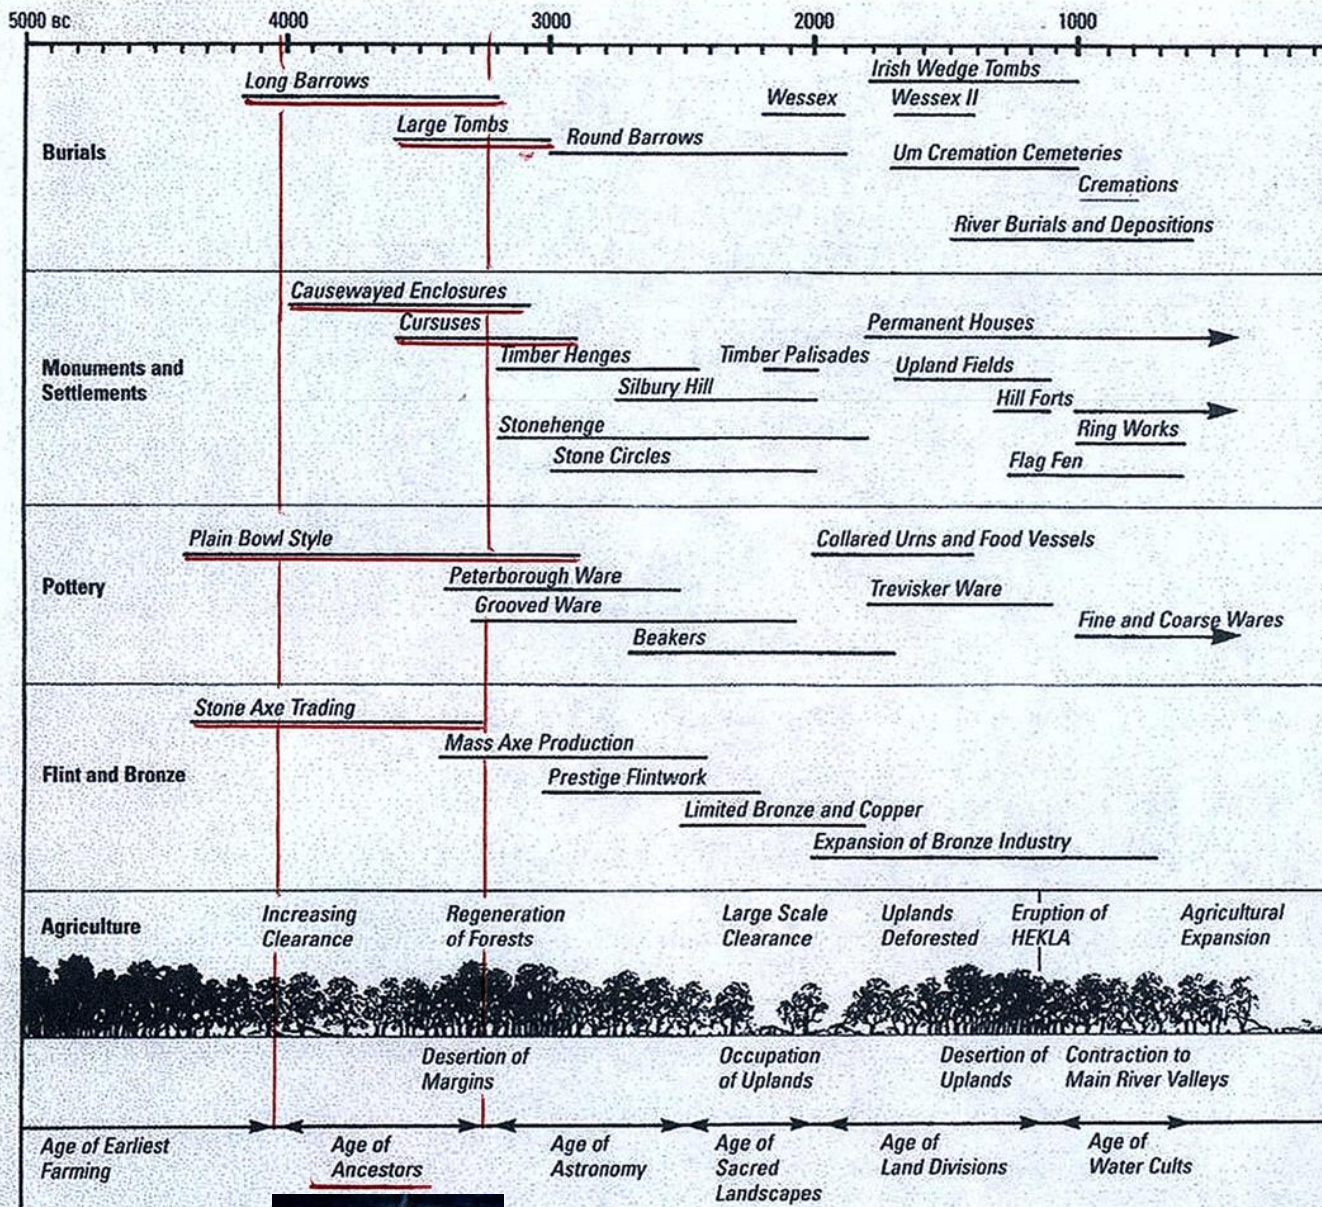 5000 BC 4000 3000 2000 1000
Burials
Long Barrows
Large Tombs
Round Barrows
Wessex
Irish Wedge Tombs
Wessex II
Urn Cremation Cemeteries
Cremations
River Burials and Depositions
Monuments and
Settlements
Causewayed Enclosures
Cursuses
Timber Henges
Timber Palisades
Silbury Hill
Stonehenge
Stone Circles
Permanent Houses
Upland Fields
Hill Forts
Ring Works
Flag Fen
Pottery
Plain Bowl Style
Peterborough Ware
Grooved Ware
Beakers
Collared Urns and Food Vessels
Trevisker Ware
Fine and Coarse Wares
Flint and Bronze
Stone Axe Trading
Mass Axe Production
Prestige Flintwork
Limited Bronze and Copper
Expansion of Bronze Industry
Agriculture
Increasing
Clearance
Regeneration
of Forests
Large Scale
Clearance
Uplands
Deforested
Eruption of
HEKLA
Agricultural
Expansion
Desertion of
Margins
Occupation
of Uplands
Desertion of
Uplands
Contraction to
Main River Valleys
Age of Earliest
Farming
Age of
Ancestors
Age of
Astronomy
Age of
Sacred
Landscapes
Age of
Land Divisions
Age of
Water Cults